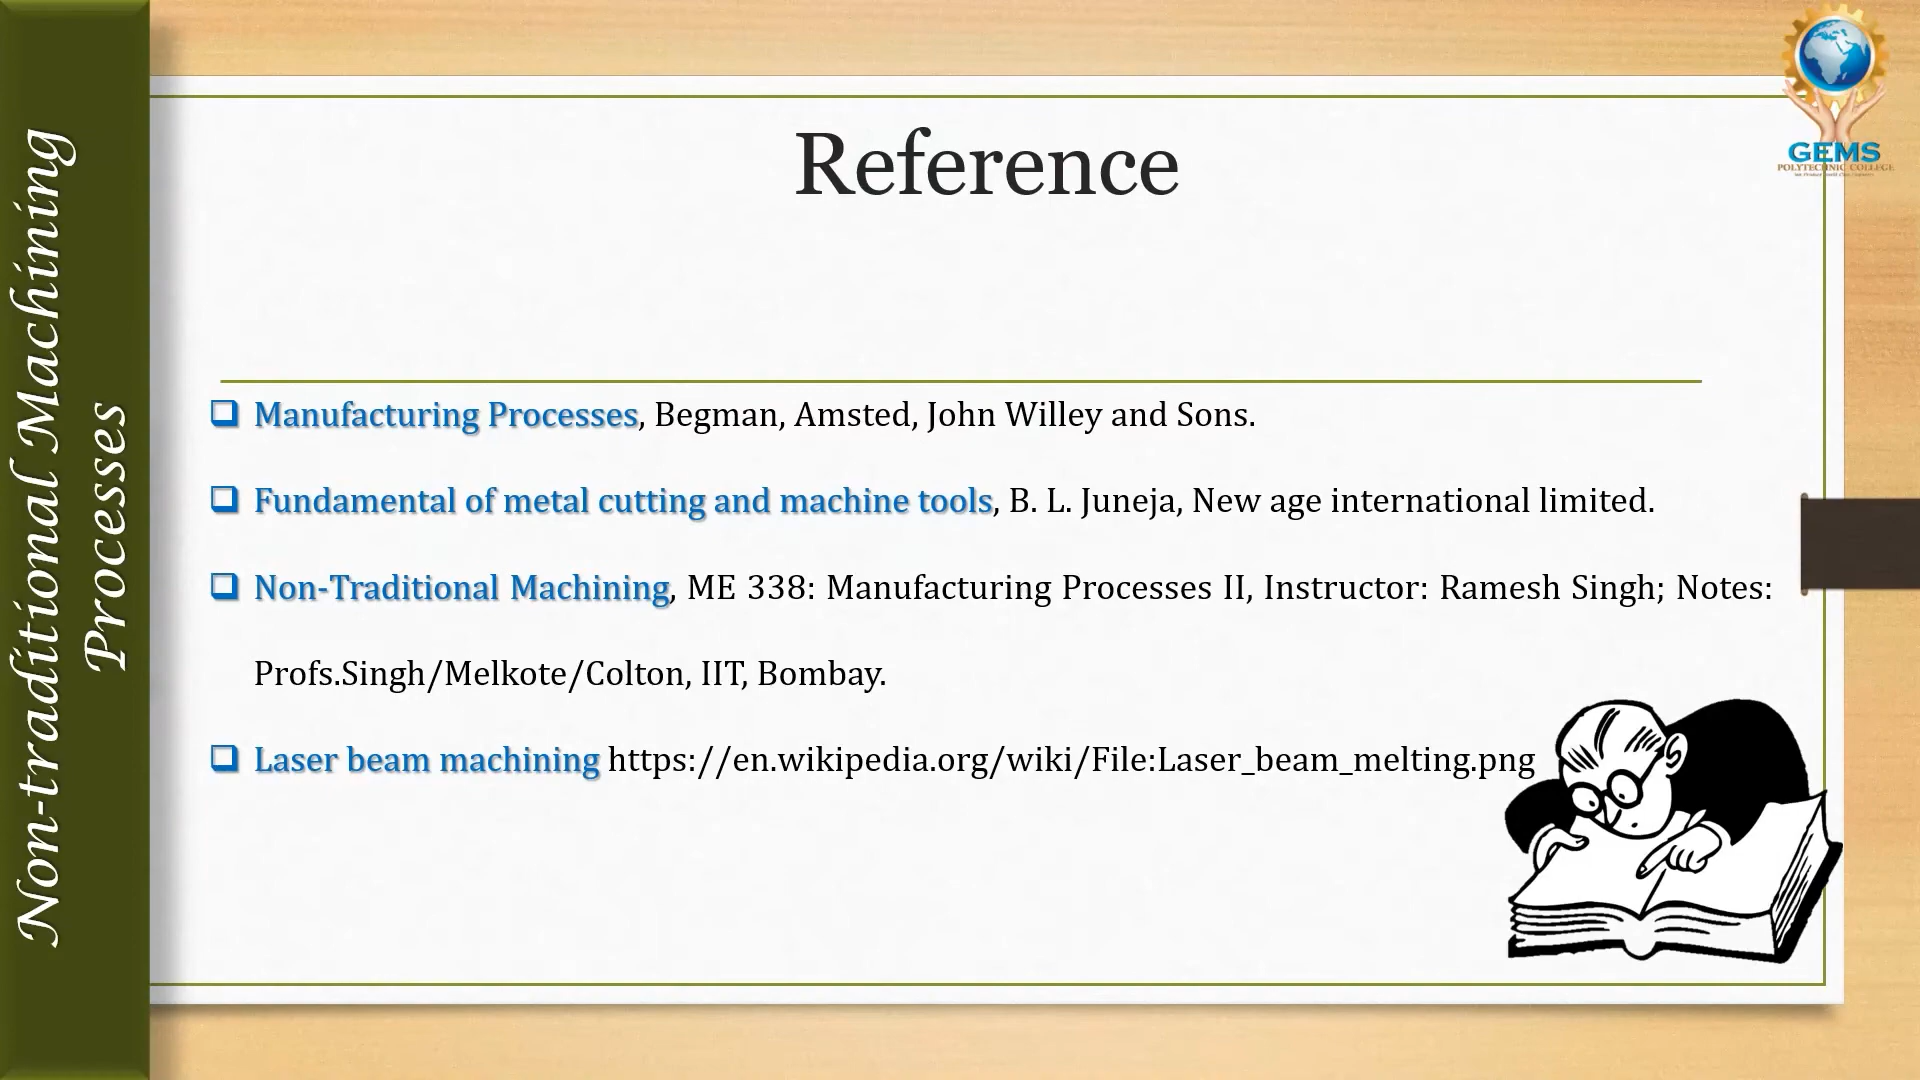 Non-traditional Machining
Processes
GEMS
POLYTECHNIC COLLEGE
Reference
Manufacturing Processes, Begman, Amsted, John Willey and Sons.
Fundamental of metal cutting and machine tools, B. L. Juneja, New age international limited.
Non-Traditional Machining, ME 338: Manufacturing Processes II, Instructor: Ramesh Singh; Notes:
Profs.Singh/Melkote/Colton, IIT, Bombay.
Laser beam machining https://en.wikipedia.org/wiki/File:Laser_beam_melting.png